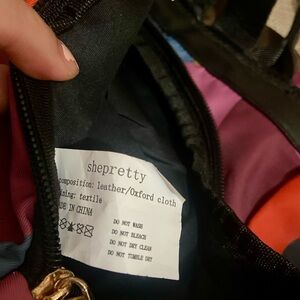 shepretty
composition: leather/Oxford cloth
lining: textile
MADE IN CHINA
DO NOT WASH
DO NOT BLEACH
DO NOT DRY CLEAN
DO NOT TUMBLE DRY